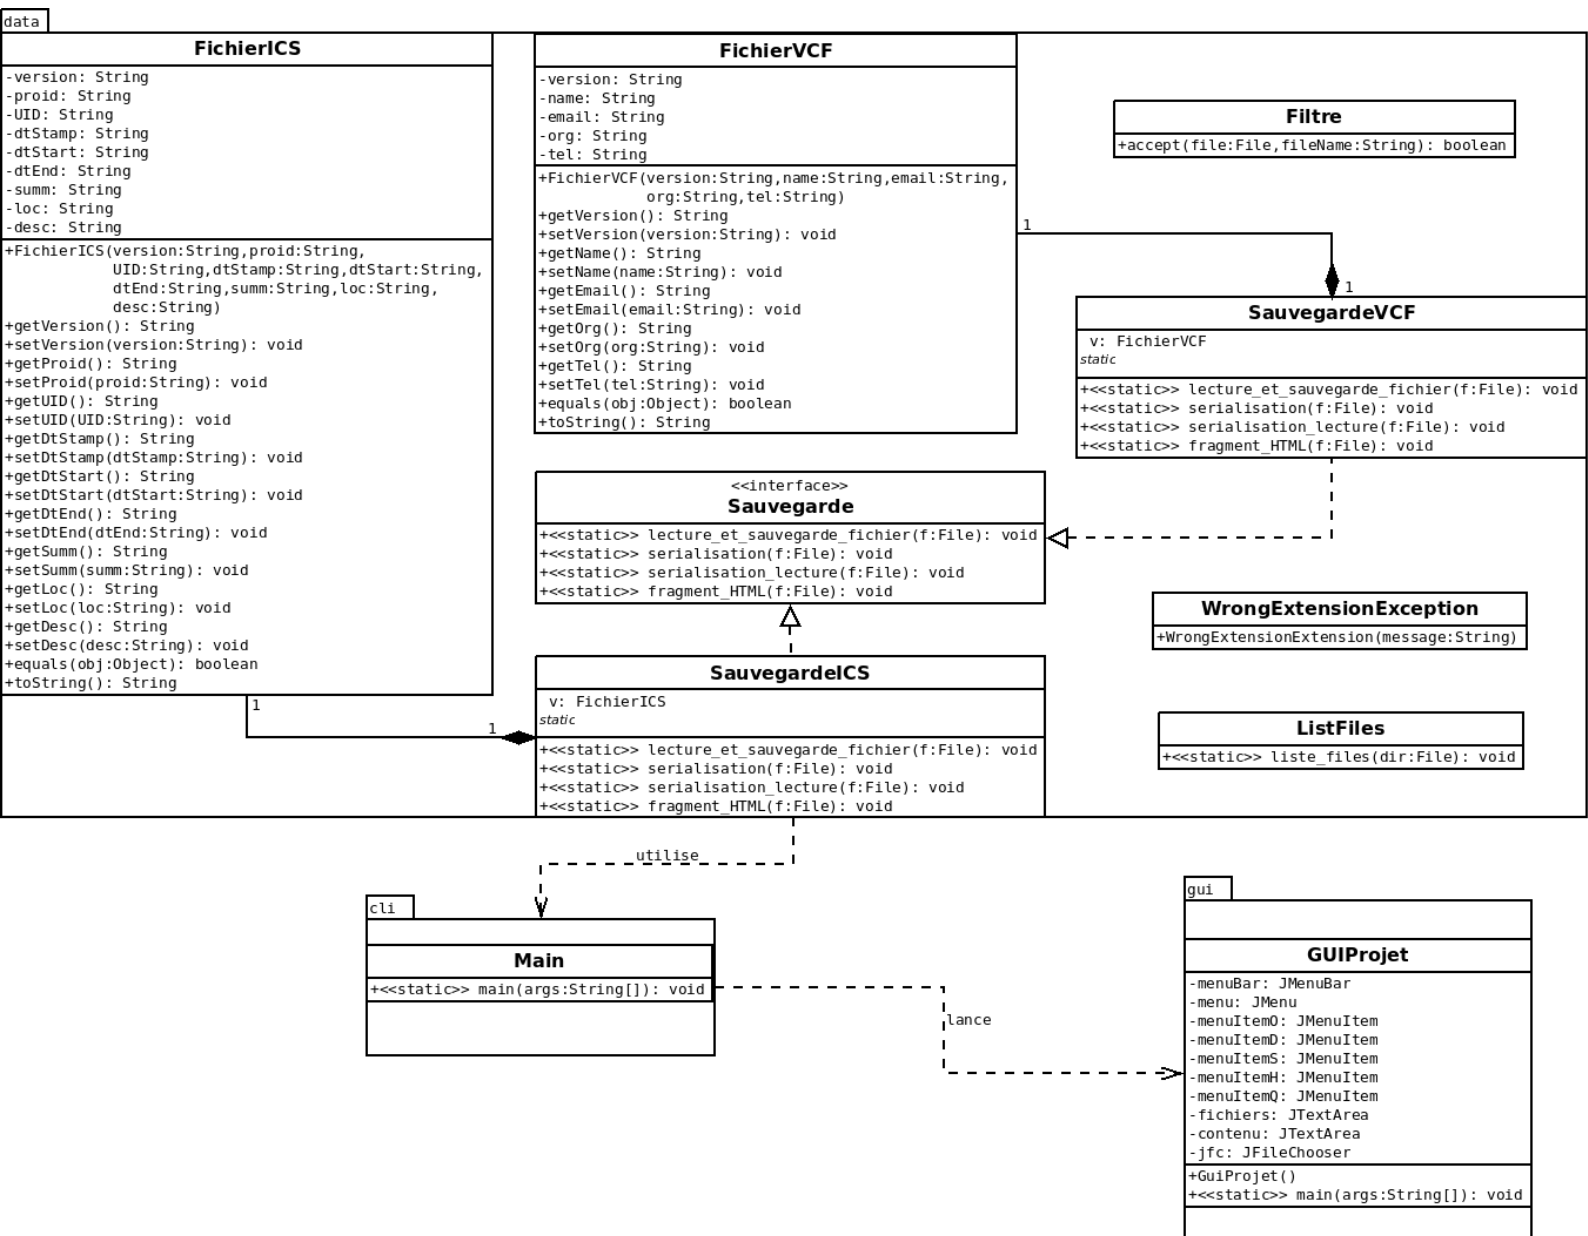 data
FichierICS
-version: String
-proid: String
-UID: String
-dtStamp: String
-dtStart: String
-dtEnd: String
-summ: String
-loc: String
-desc: String
+FichierICS(version:String,proid:String,
UID:String,dtStamp:String,dtStart:String,
dtEnd:String,summ:String,loc:String,
desc:String)
+getVersion(): String
+setVersion(version:String): void
+getProid(): String
+setProid(proid:String): void
+getUID(): String
+setUID(UID:String): void
+getDtStamp(): String
+setDtStamp(dtStamp:String): void
+getDtStart(): String
+setDtStart(dtStart:String): void
+getDtEnd(): String
+setDtEnd(dtEnd:String): void
+getSumm(): String
+setSumm(summ:String): void
+getLoc(): String
+setLoc(loc:String): void
+getDesc(): String
+setDesc(desc:String): void
+equals(obj:Object): boolean
+toString(): String
1
1
FichierVCF
-version: String
-name: String
-email: String
-org: String
-tel: String
+FichierVCF(version:String,name:String,email:String,
org:String,tel:String)
+getVersion(): String
+setVersion(version:String): void
+getName(): String
+setName(name:String): void
+getEmail(): String
+setEmail(email:String): void
+getOrg(): String
+setOrg(org:String): void
+getTel(): String
+setTel(tel:String): void
+equals(obj:Object): boolean
+toString(): String
1
1
Filtre
+accept(file:File,fileName:String): boolean
SauvegardeVCF
v: FichierVCF
static
+<<static>> lecture_et_sauvegarde_fichier(f:File): void
+<<static>> serialisation(f:File): void
+<<static>> serialisation_lecture(f:File): void
+<<static>> fragment_HTML(f:File): void
<<interface>>
Sauvegarde
+<<static>> lecture_et_sauvegarde_fichier(f:File): void
+<<static>> serialisation(f:File): void
+<<static>> serialisation_lecture(f:File): void
+<<static>> fragment_HTML(f:File): void
SauvegardeICS
v: FichierICS
static
+<<static>> lecture_et_sauvegarde_fichier(f:File): void
+<<static>> serialisation(f:File): void
+<<static>> serialisation_lecture(f:File): void
+<<static>> fragment_HTML(f:File): void
WrongExtensionException
+WrongExtensionExtension(message:String)
ListFiles
+<<static>> liste_files(dir:File): void
utilise
cli
Main
+<<static>> main(args:String[]): void
lance
gui
GUIProjet
-menuBar: JMenuBar
-menu: JMenu
-menuItemO: JMenuItem
-menuItemD: JMenuItem
-menuItemS: JMenuItem
-menuItemH: JMenuItem
-menuItemQ: JMenuItem
-fichiers: JTextArea
-contenu: JTextArea
-jfc: JFileChooser
+GuiProjet()
+<<static>> main(args:String[]): void